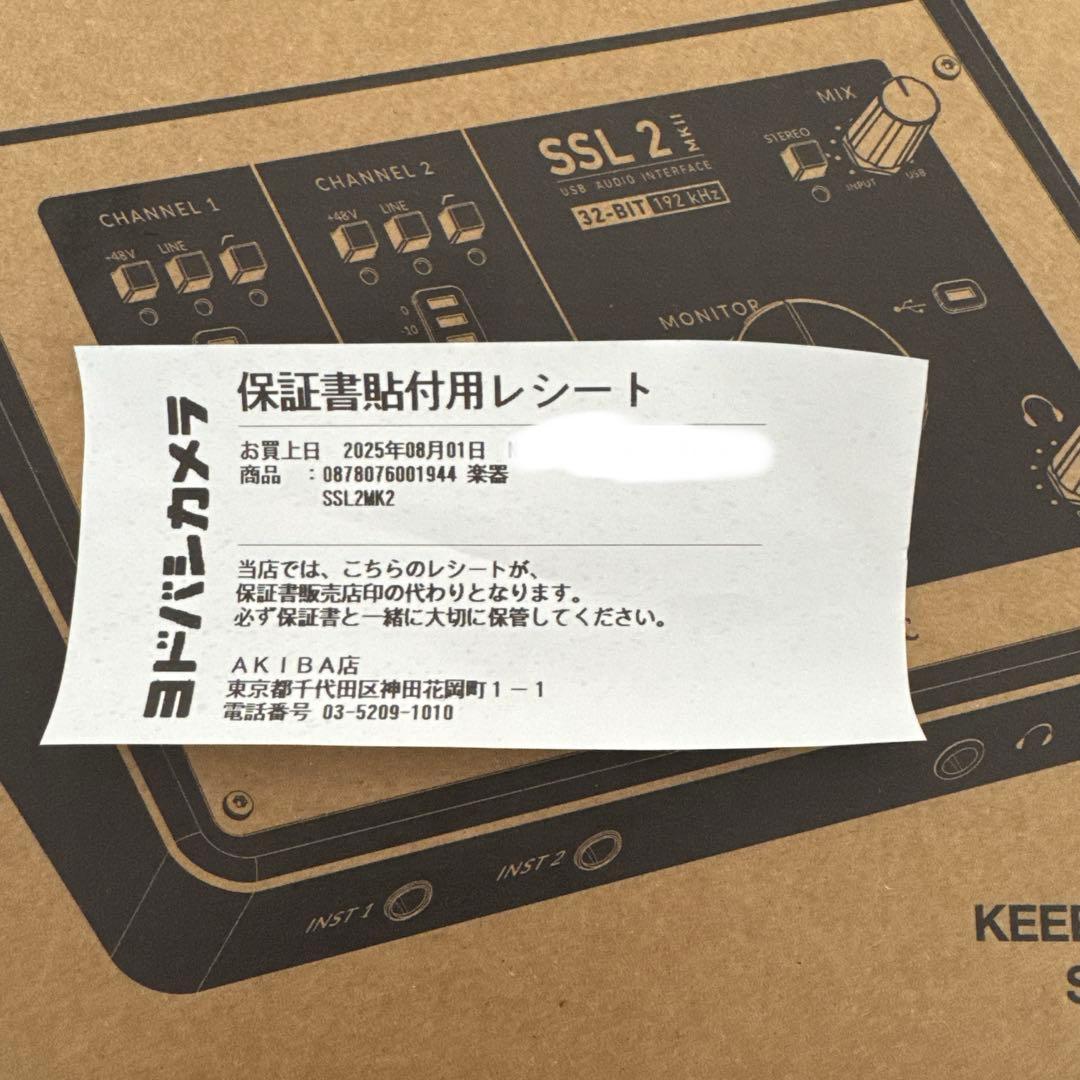 MIX
STEREO
INPUT
USB
SSL 2 MKII
USB AUDIO INTERFACE
32-BIT 192 kHz
CHANNEL 2
+48V
LINE
CHANNEL 1
+48V
LINE
0
-10
MONITOR
ヨドバシカメラ
保証書貼付用レシート
お買上日 2025年08月01日
商品 :0878076001944 楽器
SSL2MK2
当店では、こちらのレシートが、
保証書販売店印の代わりとなります。
必ず保証書と一緒に大切に保管してください。
AKIBA店
東京都千代田区神田花岡町1-1
電話番号 03-5209-1010
INST 2
INST 1